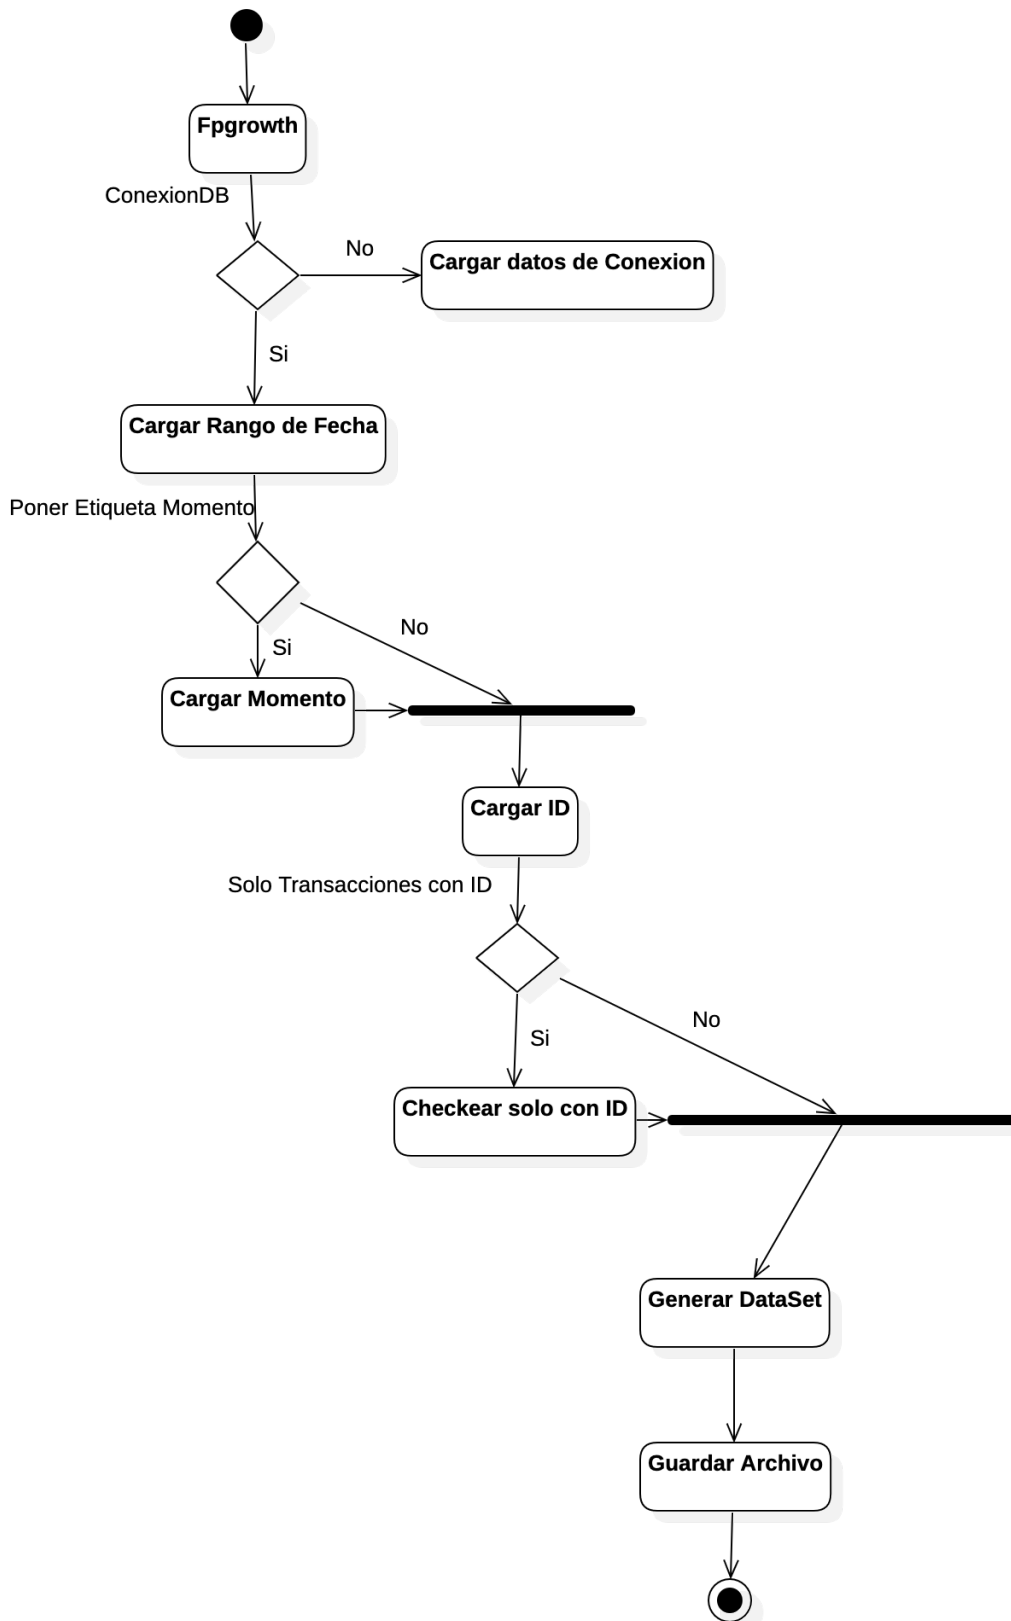 Fpgrowth
ConexionDB
No
Cargar datos de Conexion
Si
Cargar Rango de Fecha
Poner Etiqueta Momento
No
Si
Cargar Momento
Cargar ID
Solo Transacciones con ID
No
Si
Checkear solo con ID
Generar DataSet
Guardar Archivo